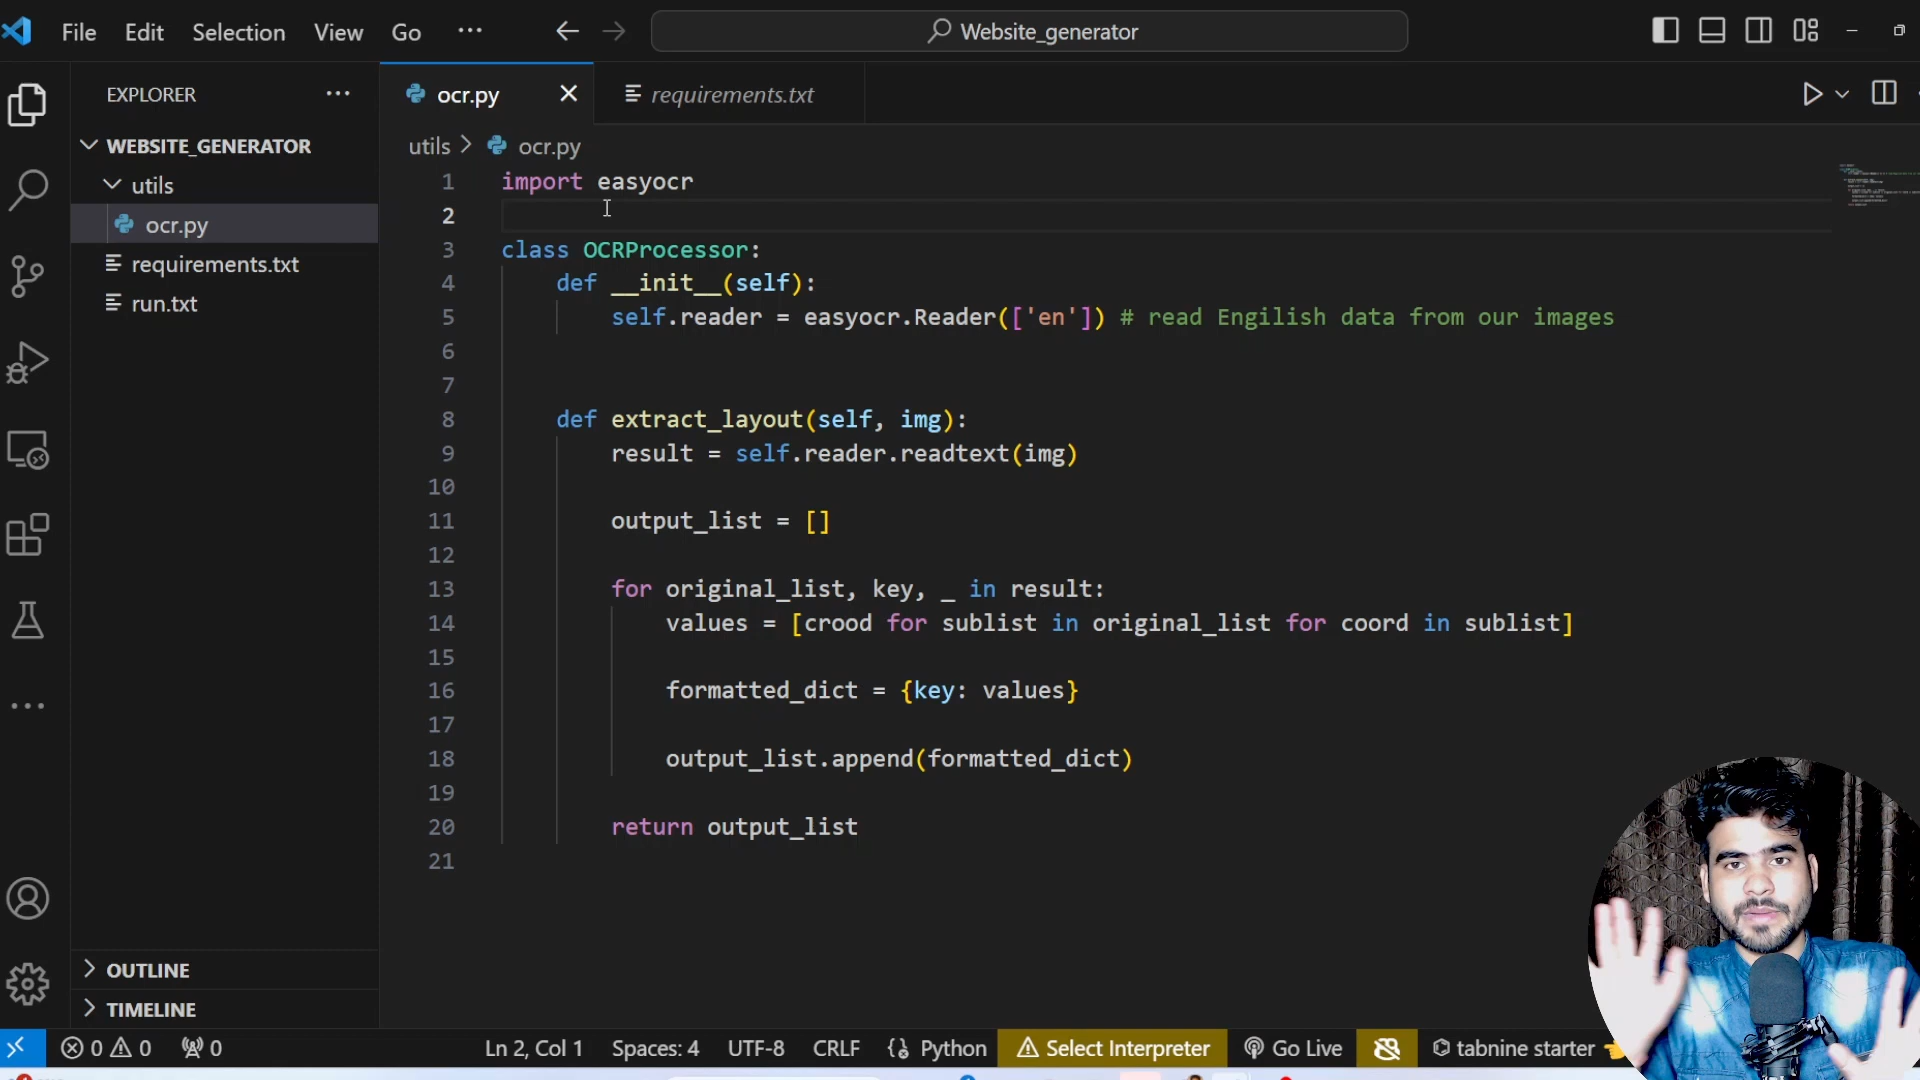 File Edit Selection View Go ··· Website_generator
EXPLORER ···
WEBSITE_GENERATOR
utils
ocr.py
requirements.txt
run.txt
OUTLINE
TIMELINE
ocr.py requirements.txt
utils > ocr.py
1 import easyocr
2
3 class OCRProcessor:
4 def __init__(self):
5 self.reader = easyocr.Reader(['en']) # read Engilish data from our images
6
7
8 def extract_layout(self, img):
9 result = self.reader.readtext(img)
10
11 output_list = []
12
13 for original_list, key, _ in result:
14 values = [crood for sublist in original_list for coord in sublist]
15
16 formatted_dict = {key: values}
17
18 output_list.append(formatted_dict)
19
20 return output_list
21
0 0 0 Ln 2, Col 1 Spaces: 4 UTF-8 CRLF Python Select Interpreter Go Live tabnine starter